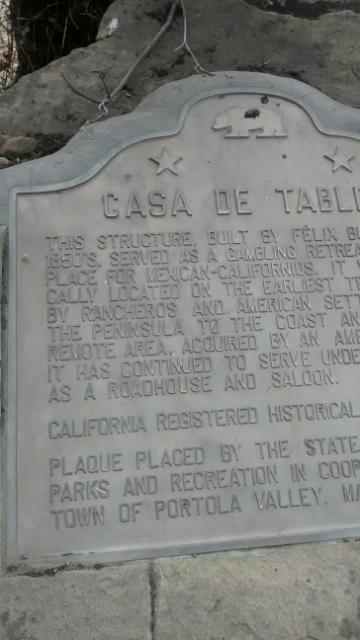 CASA DE TABL
THIS STRUCTURE, BUILT BY FÉLIX BU
1850'S, SERVED AS A GAMBLING RETREA
PLACE FOR MEXICAN-CALIFORNIOS. IT
CALLY LOCATED ON THE EARLIEST TR
BY RANCHEROS AND AMERICAN SETT
THE PENINSULA TO THE COAST AN
REMOTE AREA, ACQUIRED BY AN AME
IT HAS CONTINUED TO SERVE UNDE
AS A ROADHOUSE AND SALOON.
CALIFORNIA REGISTERED HISTORICAL
PLAQUE PLACED BY THE STATE
PARKS AND RECREATION IN COOP
TOWN OF PORTOLA VALLEY, MA